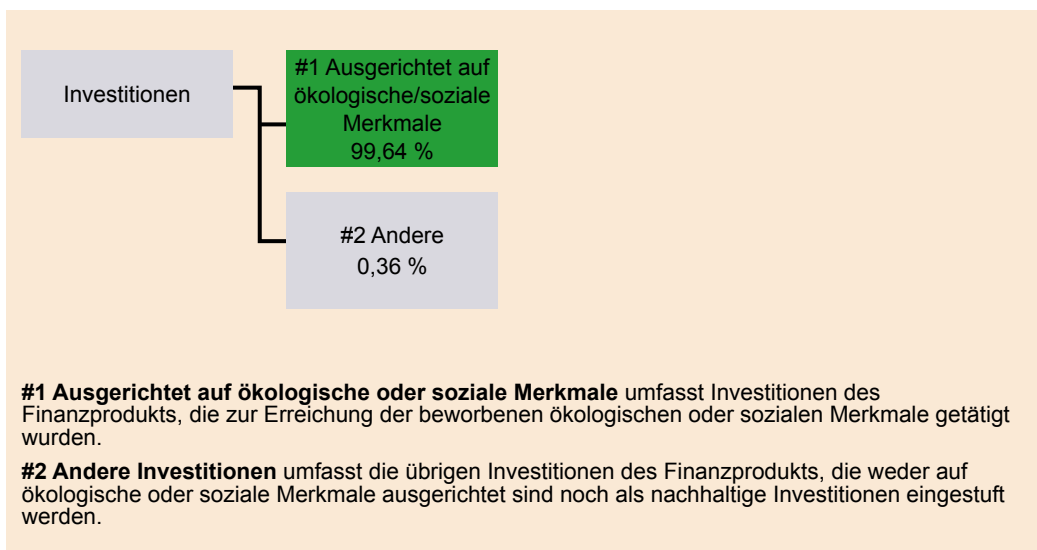 Investitionen
#1 Ausgerichtet auf
ökologische/soziale
Merkmale
99,64 %
#2 Andere
0,36 %
#1 Ausgerichtet auf ökologische oder soziale Merkmale umfasst Investitionen des
Finanzprodukts, die zur Erreichung der beworbenen ökologischen oder sozialen Merkmale getätigt
wurden.
#2 Andere Investitionen umfasst die übrigen Investitionen des Finanzprodukts, die weder auf
ökologische oder soziale Merkmale ausgerichtet sind noch als nachhaltige Investitionen eingestuft
werden.